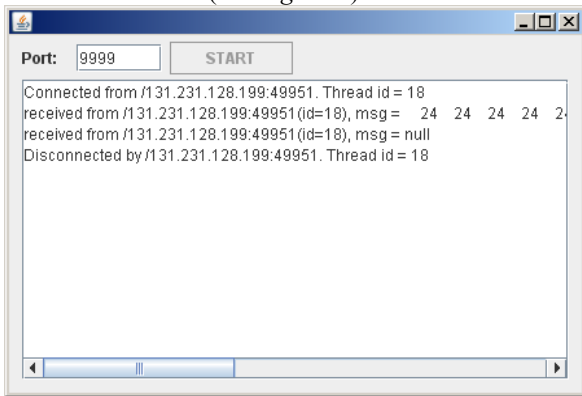 Port: 9999 START
Connected from /131.231.128.199:49951. Thread id = 18
received from /131.231.128.199:49951(id=18), msg = 24 24 24 24 2
received from /131.231.128.199:49951(id=18), msg = null
Disconnected by /131.231.128.199:49951. Thread id = 18